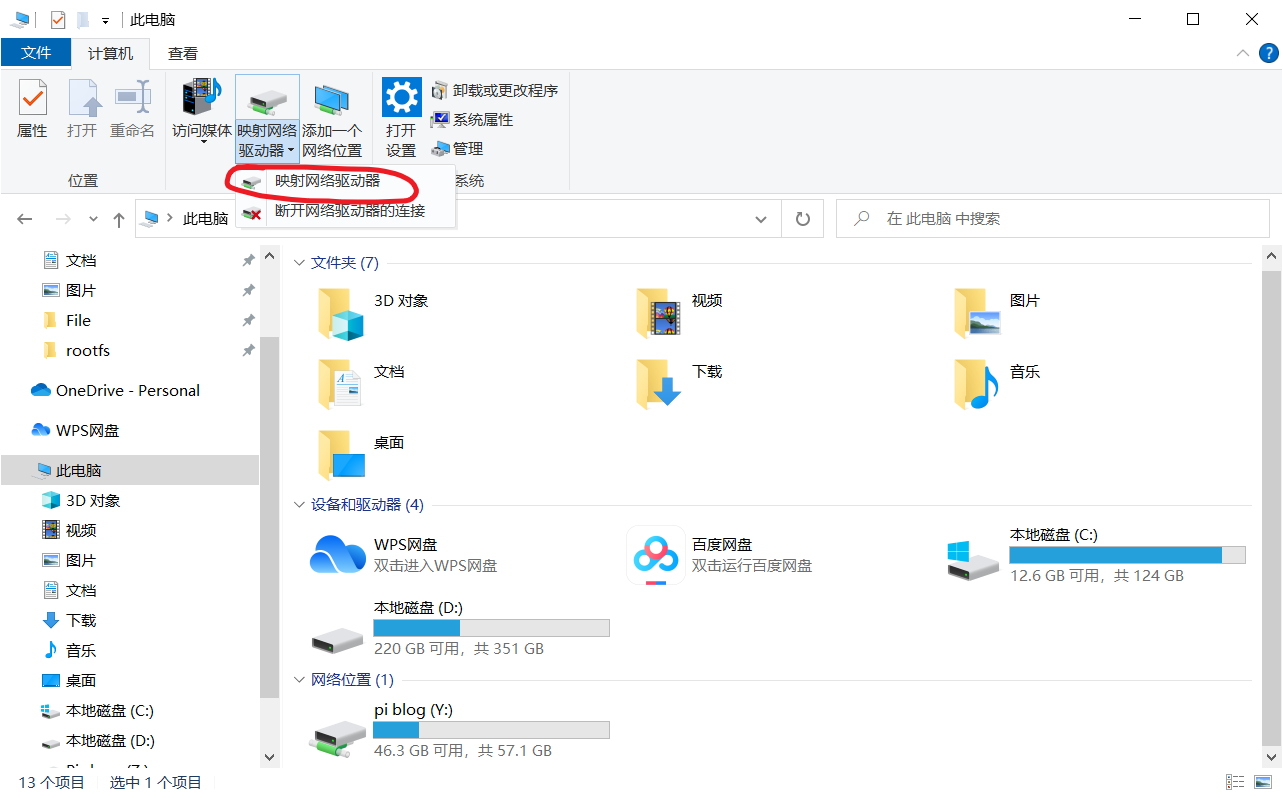 此电脑
文件
计算机
查看
属性
打开
重命名
访问媒体
映射网络
驱动器
添加一个
网络位置
打开
设置
卸载或更改程序
系统属性
管理
位置
系统
映射网络驱动器
断开网络驱动器的连接
此电脑
在 此电脑 中搜索
文档
图片
File
rootfs
OneDrive - Personal
WPS网盘
此电脑
3D 对象
视频
图片
文档
下载
音乐
桌面
本地磁盘 (C:)
本地磁盘 (D:)
文件夹 (7)
3D 对象
视频
图片
文档
下载
音乐
桌面
设备和驱动器 (4)
WPS网盘
双击进入WPS网盘
百度网盘
双击运行百度网盘
本地磁盘 (C:)
12.6 GB 可用，共 124 GB
本地磁盘 (D:)
220 GB 可用，共 351 GB
网络位置 (1)
pi blog (Y:)
46.3 GB 可用，共 57.1 GB
13 个项目
选中 1 个项目